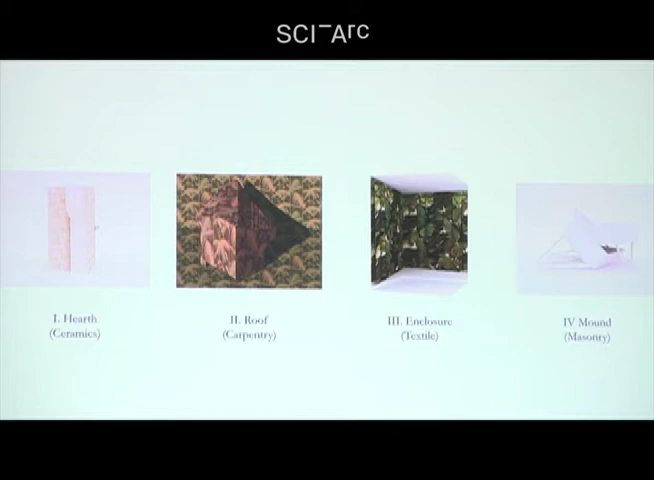 SCI-Arc
I. Hearth
(Ceramics)
II. Roof
(Carpentry)
III. Enclosure
(Textile)
IV Mound
(Masonry)